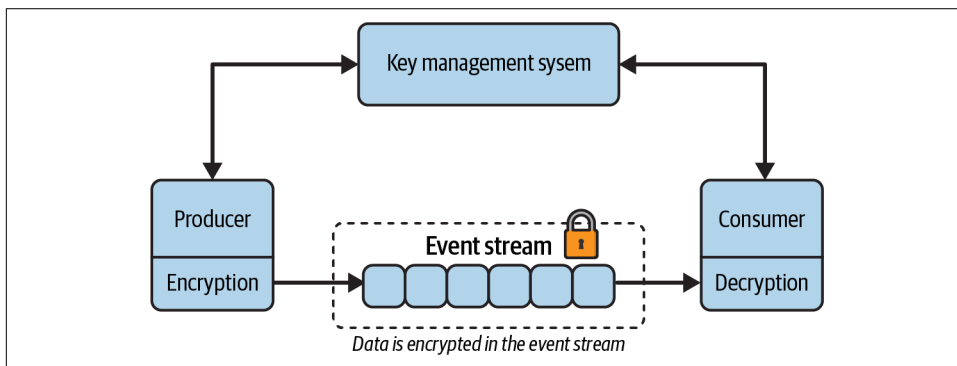 Key management sysem
Producer
Consumer
Event stream
Encryption
Decryption
Data is encrypted in the event stream